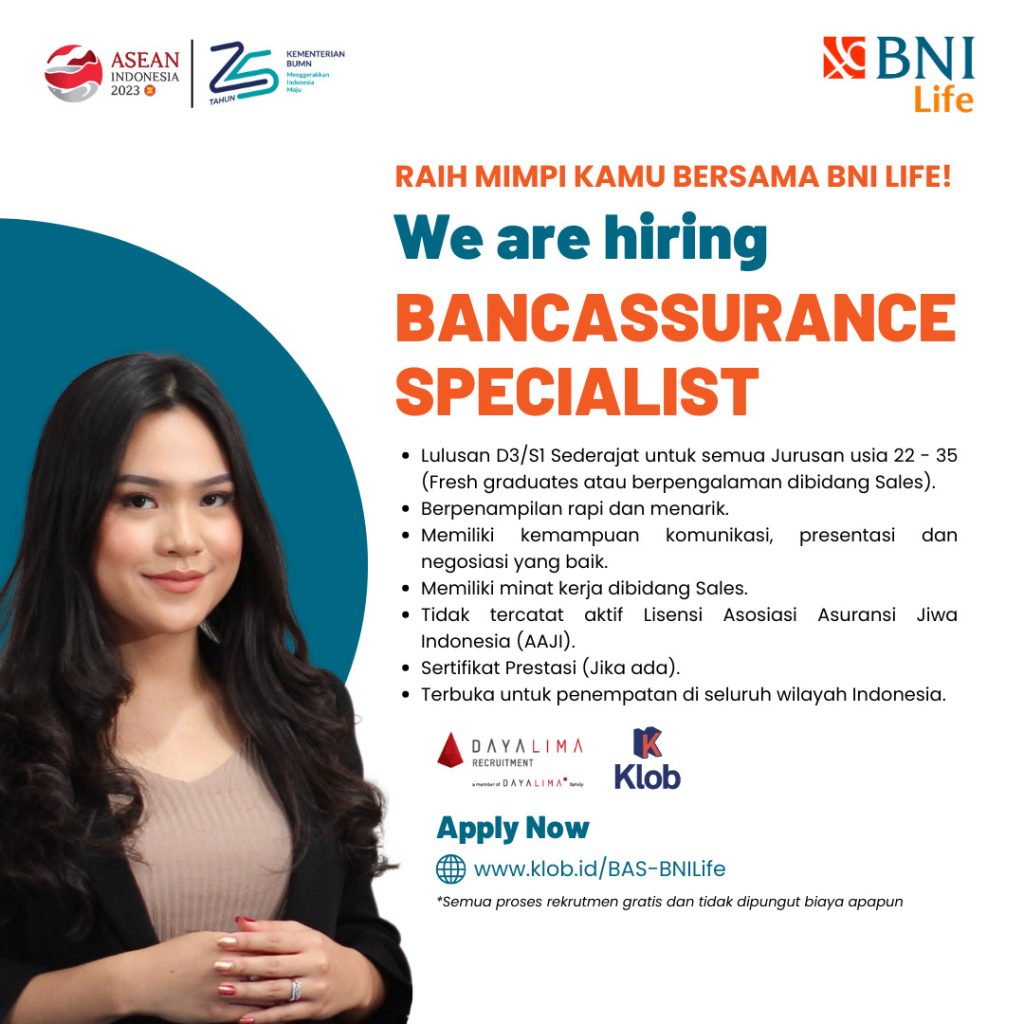 ASEAN
INDONESIA
2023
25
TAHUN
KEMENTERIAN
BUMN
Menggerakkan
Indonesia
Maju
BNI
Life
RAIH MIMPI KAMU BERSAMA BNI LIFE!
We are hiring
BANCASSURANCE
SPECIALIST
• Lulusan D3/S1 Sederajat untuk semua Jurusan usia 22 - 35
(Fresh graduates atau berpengalaman dibidang Sales).
• Berpenampilan rapi dan menarik.
• Memiliki kemampuan komunikasi, presentasi dan
negosiasi yang baik.
• Memiliki minat kerja dibidang Sales.
• Tidak tercatat aktif Lisensi Asosiasi Asuransi Jiwa
Indonesia (AAJI).
• Sertifikat Prestasi (Jika ada).
• Terbuka untuk penempatan di seluruh wilayah Indonesia.
DAYALIMA
RECRUITMENT
a member of DAYALIMA family
K
Klob
Apply Now
www.klob.id/BAS-BNILife
*Semua proses rekrutmen gratis dan tidak dipungut biaya apapun